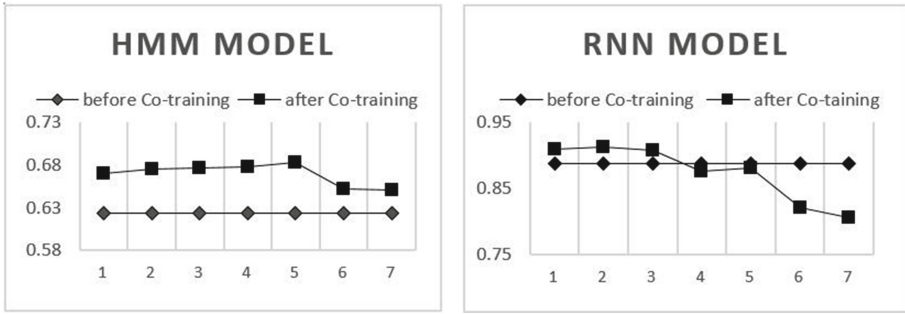 HMM MODEL
before Co-training after Co-training
0.73
0.68
0.63
0.58
1 2 3 4 5 6 7
RNN MODEL
before Co-training after Co-taining
0.95
0.85
0.75
1 2 3 4 5 6 7